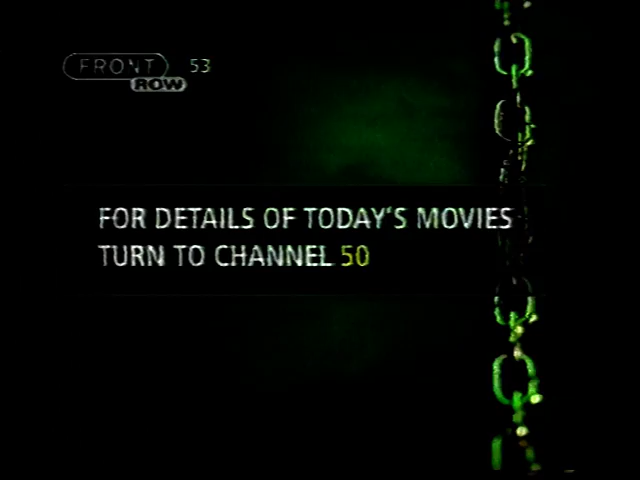 FRONT 53
ROW
FOR DETAILS OF TODAY'S MOVIES
TURN TO CHANNEL 50